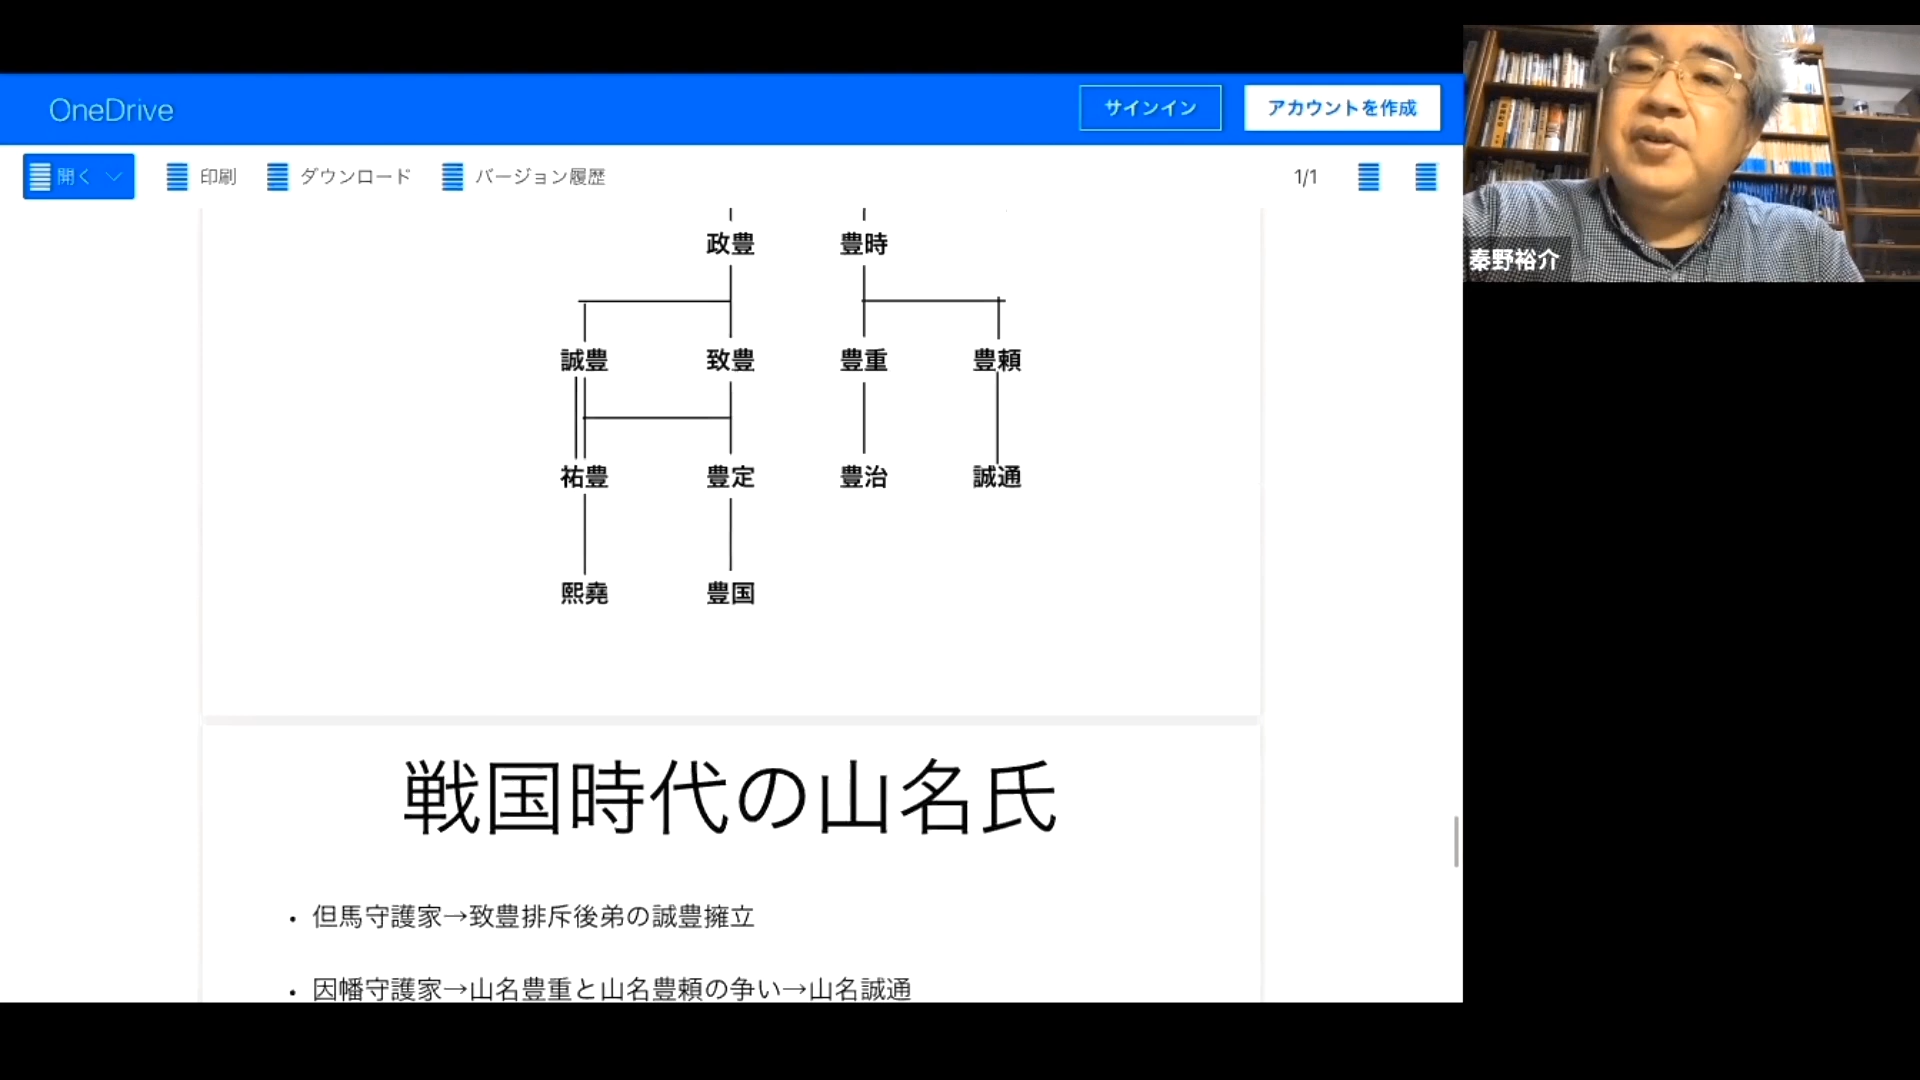 OneDrive
サインイン
アカウントを作成
開く
印刷
ダウンロード
バージョン履歴
1/1
秦野裕介
政豊 豊時
誠豊 致豊 豊重 豊頼
祐豊 豊定 豊治 誠通
熙堯 豊国
戦国時代の山名氏
• 但馬守護家→致豊排斥後弟の誠豊擁立
• 因幡守護家→山名豊重と山名豊頼の争い→山名誠通